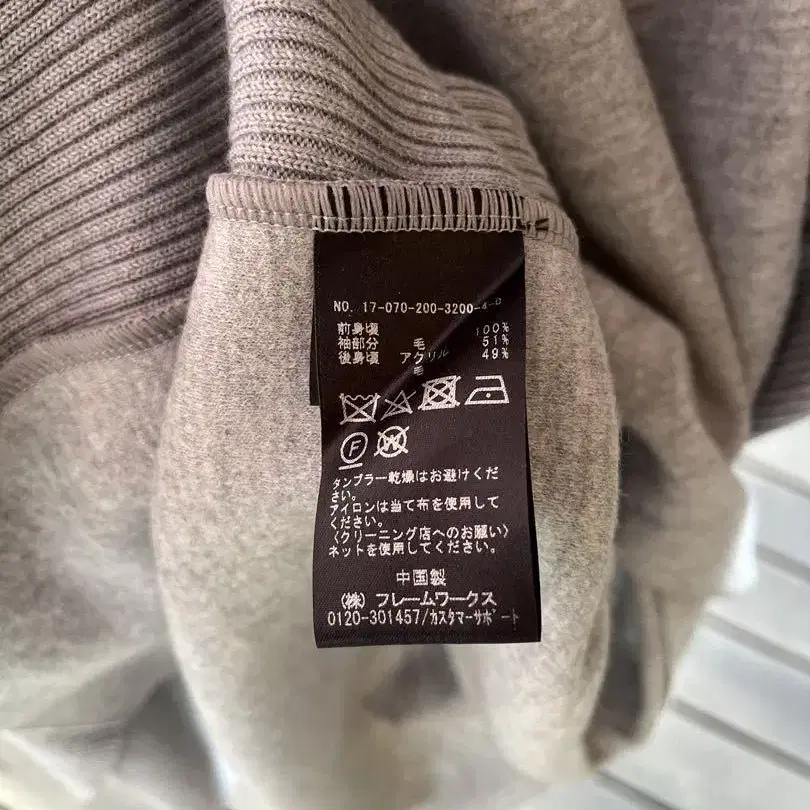 NO. 17-070-200-3200-
前身頃 100%
袖部分 毛 51%
後身頃 アクリル 49%
毛
F
W
タンブラー乾燥はお避けくだ
さい。
アイロンは当て布を使用して
ください。
〈クリーニング店へのお願い〉
ネットを使用してください。
中国製
(株) フレームワークス
0120-301457/カスタマーサポート